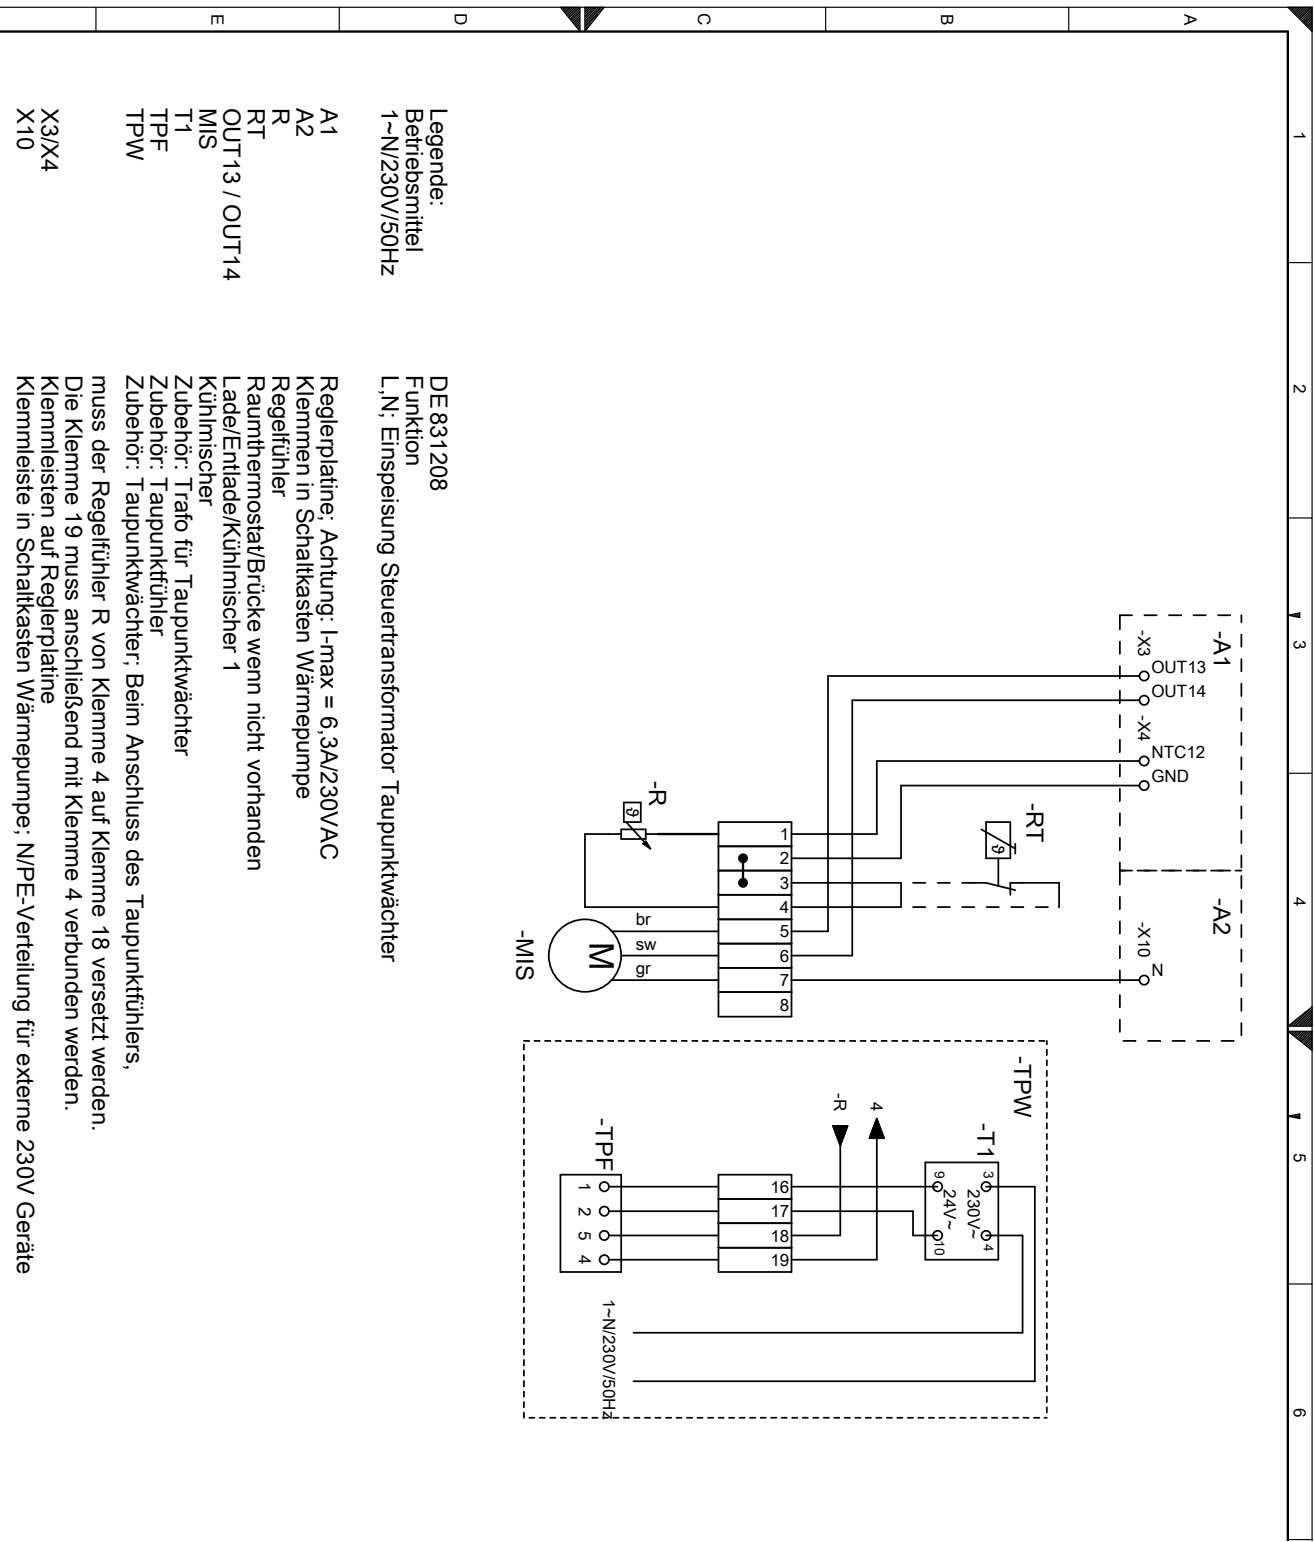 1
2
3
4
5
6
A
B
C
D
E
-A1
-X3
OUT13
OUT14
-X4
NTC12
GND
-A2
-X10
N
-RT
ϑ
-R
ϑ
1
2
3
4
5
6
7
8
br
sw
gr
M
-MIS
-TPW
-T1
3
4
230V~
24V~
9
10
-R
4
16
17
18
19
-TPF
1
2
5
4
1~N/230V/50Hz
Legende: DE831208
Betriebsmittel Funktion
1~N/230V/50Hz L,N; Einspeisung Steuertransformator Taupunktwächter
A1 Reglerplatine; Achtung: I-max = 6,3A/230VAC
A2 Klemmen in Schaltkasten Wärmepumpe
R Regelfühler
RT Raumthermostat/Brücke wenn nicht vorhanden
OUT13 / OUT14 Lade/Entlade/Kühlmischer 1
MIS Kühlmischer
T1 Zubehör: Trafo für Taupunktwächter
TPF Zubehör: Taupunktfühler
TPW Zubehör: Taupunktwächter; Beim Anschluss des Taupunktfühlers,
muss der Regelfühler R von Klemme 4 auf Klemme 18 versetzt werden.
Die Klemme 19 muss anschließend mit Klemme 4 verbunden werden.
X3/X4 Klemmleisten auf Reglerplatine
X10 Klemmleiste in Schaltkasten Wärmepumpe; N/PE-Verteilung für externe 230V Geräte